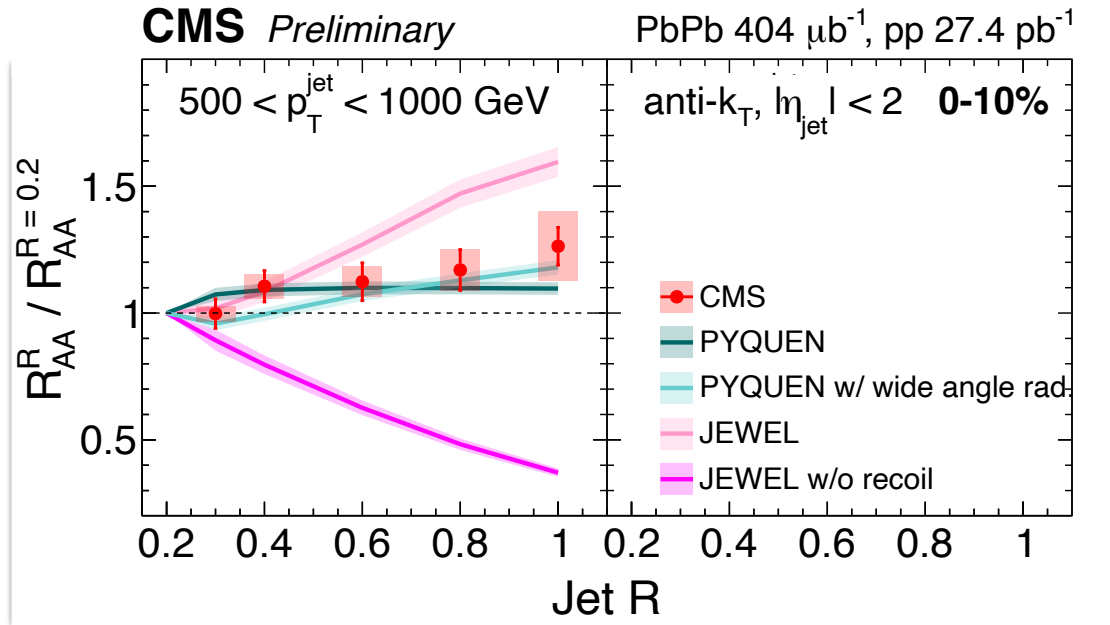 CMS Preliminary
PbPb 404 μb⁻¹, pp 27.4 pb⁻¹
500 < p_T^jet < 1000 GeV
anti-k_T, |η_jet| < 2 0-10%
R_AA^R / R_AA^R = 0.2
1.5
1
0.5
CMS
PYQUEN
PYQUEN w/ wide angle rad.
JEWEL
JEWEL w/o recoil
0.2 0.4 0.6 0.8 1 0.2 0.4 0.6 0.8 1
Jet R